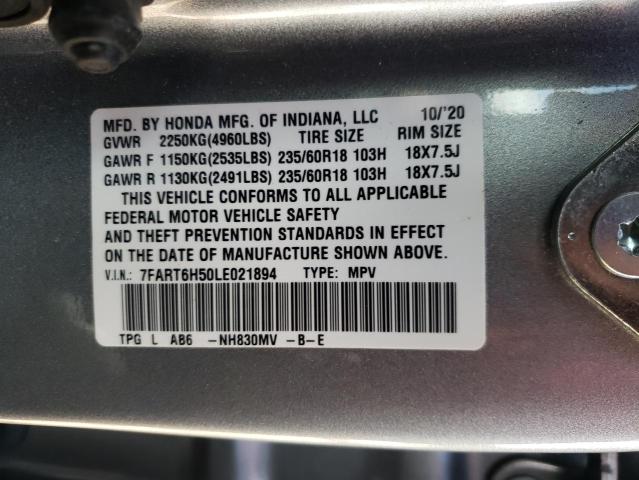 MFD. BY HONDA MFG. OF INDIANA, LLC 10/'20
GVWR 2250KG(4960LBS) TIRE SIZE RIM SIZE
GAWR F 1150KG(2535LBS) 235/60R18 103H 18X7.5J
GAWR R 1130KG(2491LBS) 235/60R18 103H 18X7.5J
THIS VEHICLE CONFORMS TO ALL APPLICABLE
FEDERAL MOTOR VEHICLE SAFETY
AND THEFT PREVENTION STANDARDS IN EFFECT
ON THE DATE OF MANUFACTURE SHOWN ABOVE.
V.I.N.: 7FART6H50LE021894 TYPE: MPV
TPG L AB6 -NH830MV -B-E